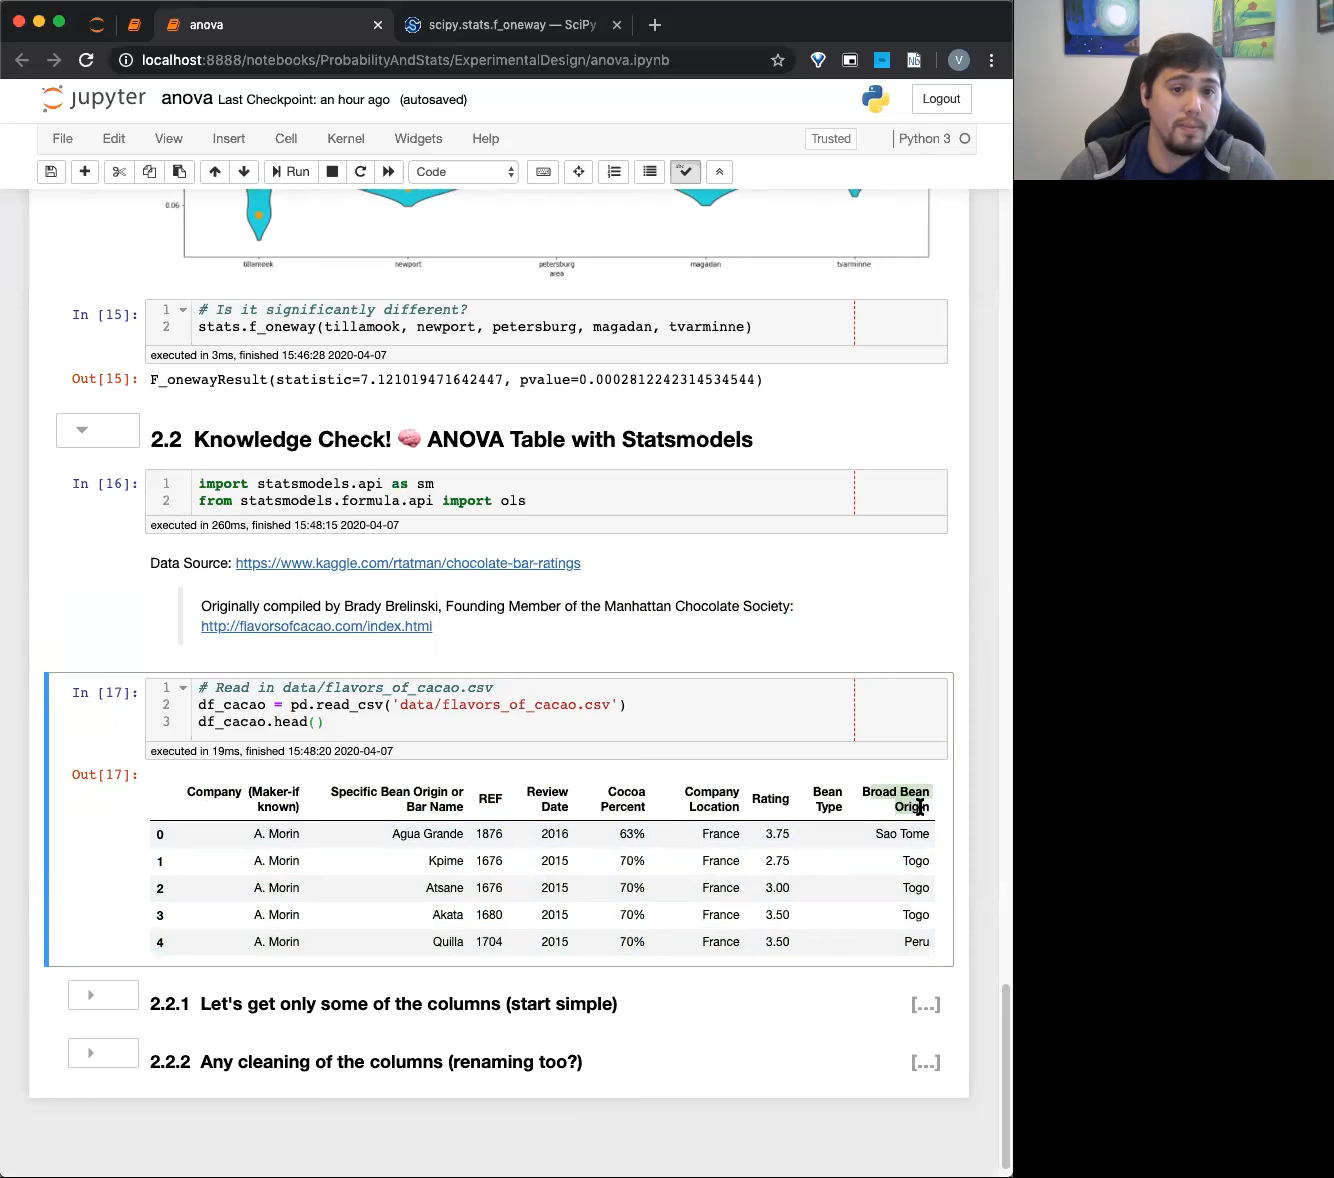 anova
scipy.stats.f_oneway — SciPy
localhost:8888/notebooks/ProbabilityAndStats/ExperimentalDesign/anova.ipynb
V
jupyter anova Last Checkpoint: an hour ago (autosaved)
Logout
File Edit View Insert Cell Kernel Widgets Help
Trusted
Python 3
Run
Code
0.06
tillamook newport petersburg magadan tvarminne
area
In [15]:
1 # Is it significantly different?
2 stats.f_oneway(tillamook, newport, petersburg, magadan, tvarminne)
executed in 3ms, finished 15:46:28 2020-04-07
Out[15]: F_onewayResult(statistic=7.121019471642447, pvalue=0.0002812242314534544)
2.2 Knowledge Check! 🧠 ANOVA Table with Statsmodels
In [16]:
1 import statsmodels.api as sm
2 from statsmodels.formula.api import ols
executed in 260ms, finished 15:48:15 2020-04-07
Data Source: https://www.kaggle.com/rtatman/chocolate-bar-ratings
Originally compiled by Brady Brelinski, Founding Member of the Manhattan Chocolate Society:
http://flavorsofcacao.com/index.html
In [17]:
1 # Read in data/flavors_of_cacao.csv
2 df_cacao = pd.read_csv('data/flavors_of_cacao.csv')
3 df_cacao.head()
executed in 19ms, finished 15:48:20 2020-04-07
Out[17]:
Company (Maker-if known) Specific Bean Origin or Bar Name REF Review Date Cocoa Percent Company Location Rating Bean Type Broad Bean Origin
0 A. Morin Agua Grande 1876 2016 63% France 3.75 Sao Tome
1 A. Morin Kpime 1676 2015 70% France 2.75 Togo
2 A. Morin Atsane 1676 2015 70% France 3.00 Togo
3 A. Morin Akata 1680 2015 70% France 3.50 Togo
4 A. Morin Quilla 1704 2015 70% France 3.50 Peru
2.2.1 Let's get only some of the columns (start simple)
[...]
2.2.2 Any cleaning of the columns (renaming too?)
[...]